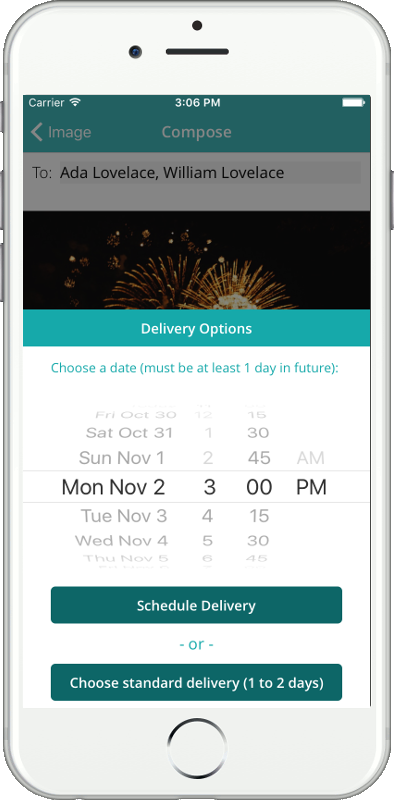 Carrier 3:06 PM
Image Compose
To: Ada Lovelace, William Lovelace
Delivery Options
Choose a date (must be at least 1 day in future):
Fri Oct 30 12 15
Sat Oct 31 1 30
Sun Nov 1 2 45 AM
Mon Nov 2 3 00 PM
Tue Nov 3 4 15
Wed Nov 4 5 30
Thu Nov 5 6 45
Schedule Delivery
- or -
Choose standard delivery (1 to 2 days)